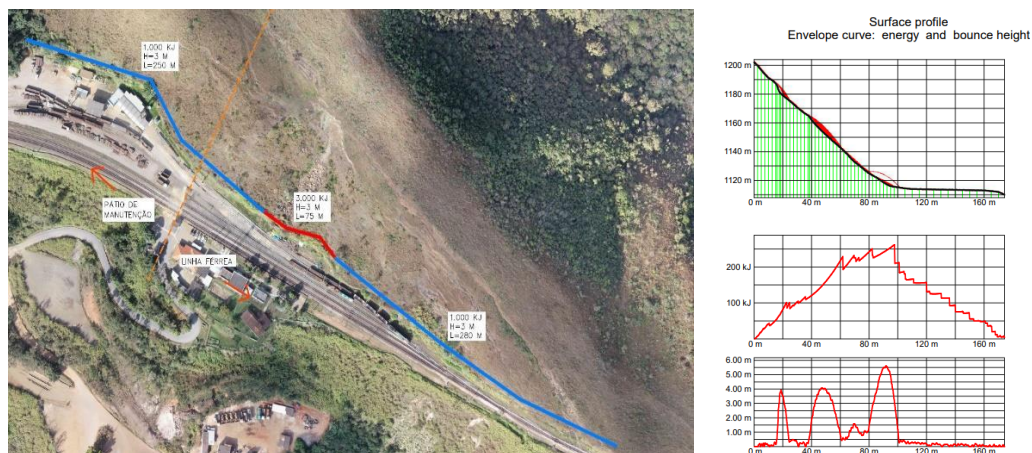 1.000 KJ
H=3 M
L=250 M
3.000 KJ
H=3 M
L=75 M
PÁTIO DE
MANUTENÇÃO
LINHA FÉRREA
1.000 KJ
H=3 M
L=280 M
Surface profile
Envelope curve: energy and bounce height
1200 m
1180 m
1160 m
1140 m
1120 m
0 m 40 m 80 m 120 m 160 m
200 kJ
100 kJ
0 m 40 m 80 m 120 m 160 m
6.00 m
5.00 m
4.00 m
3.00 m
2.00 m
1.00 m
0 m 40 m 80 m 120 m 160 m